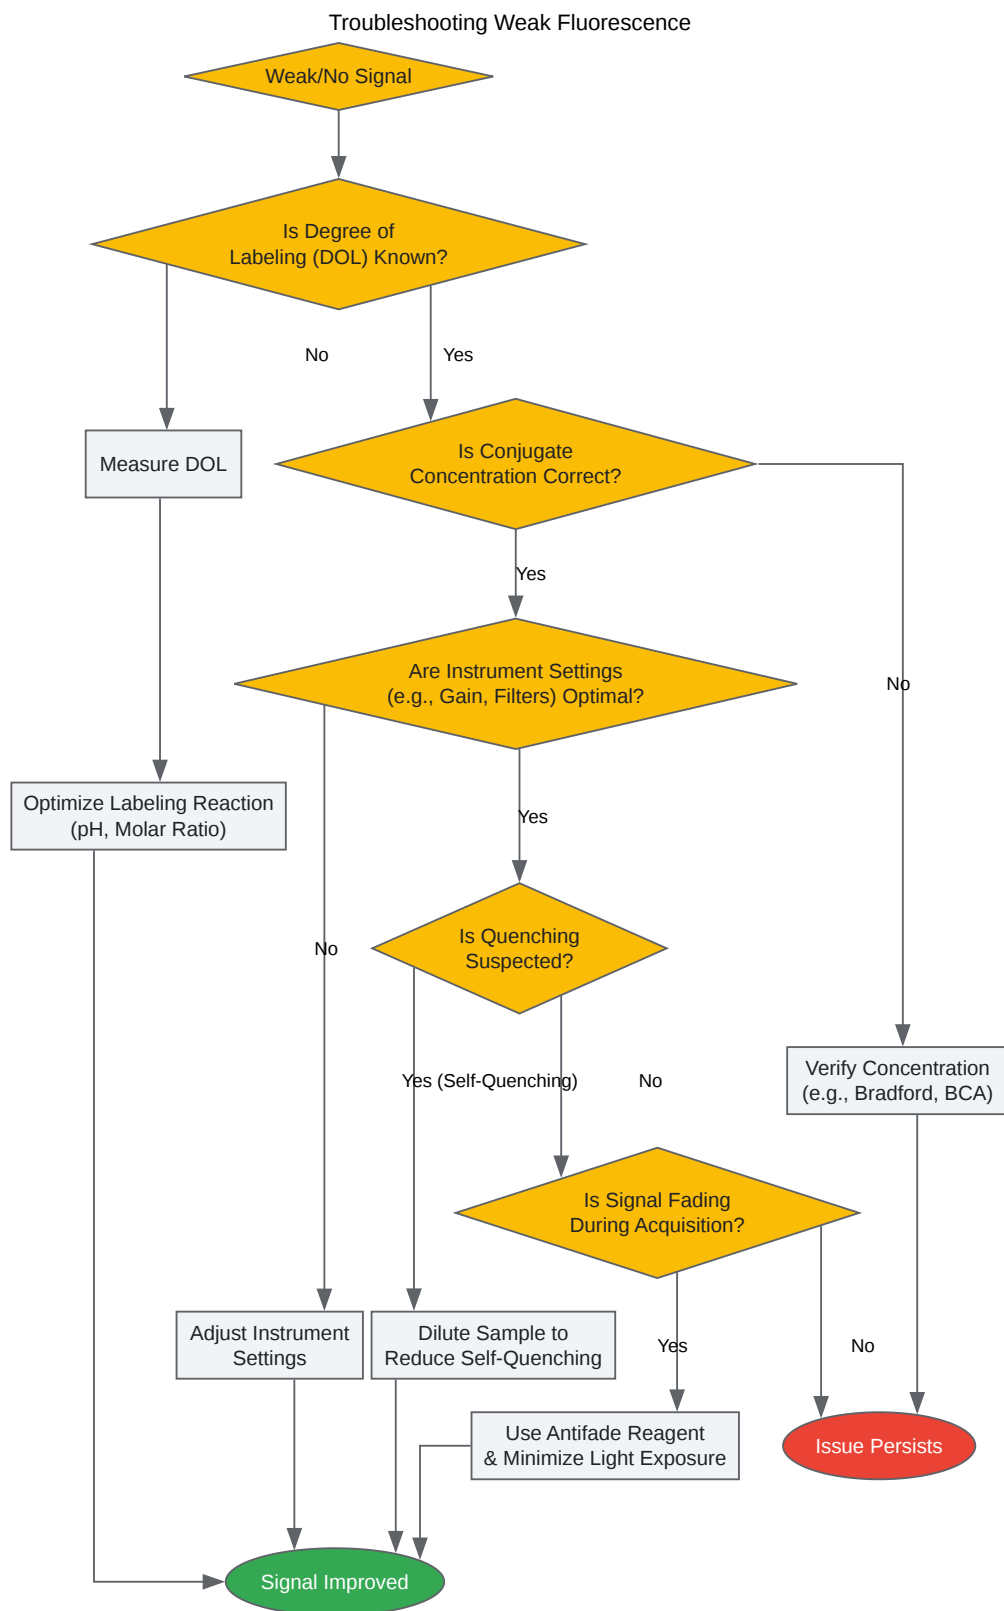 Troubleshooting Weak Fluorescence
Weak/No Signal
Is Degree of
Labeling (DOL) Known?
No
Yes
Measure DOL
Is Conjugate
Concentration Correct?
Yes
Are Instrument Settings
(e.g., Gain, Filters) Optimal?
No
Optimize Labeling Reaction
(pH, Molar Ratio)
Yes
No
Is Quenching
Suspected?
Yes (Self-Quenching)
No
Verify Concentration
(e.g., Bradford, BCA)
Is Signal Fading
During Acquisition?
Adjust Instrument
Settings
Dilute Sample to
Reduce Self-Quenching
Yes
No
Use Antifade Reagent
& Minimize Light Exposure
Issue Persists
Signal Improved